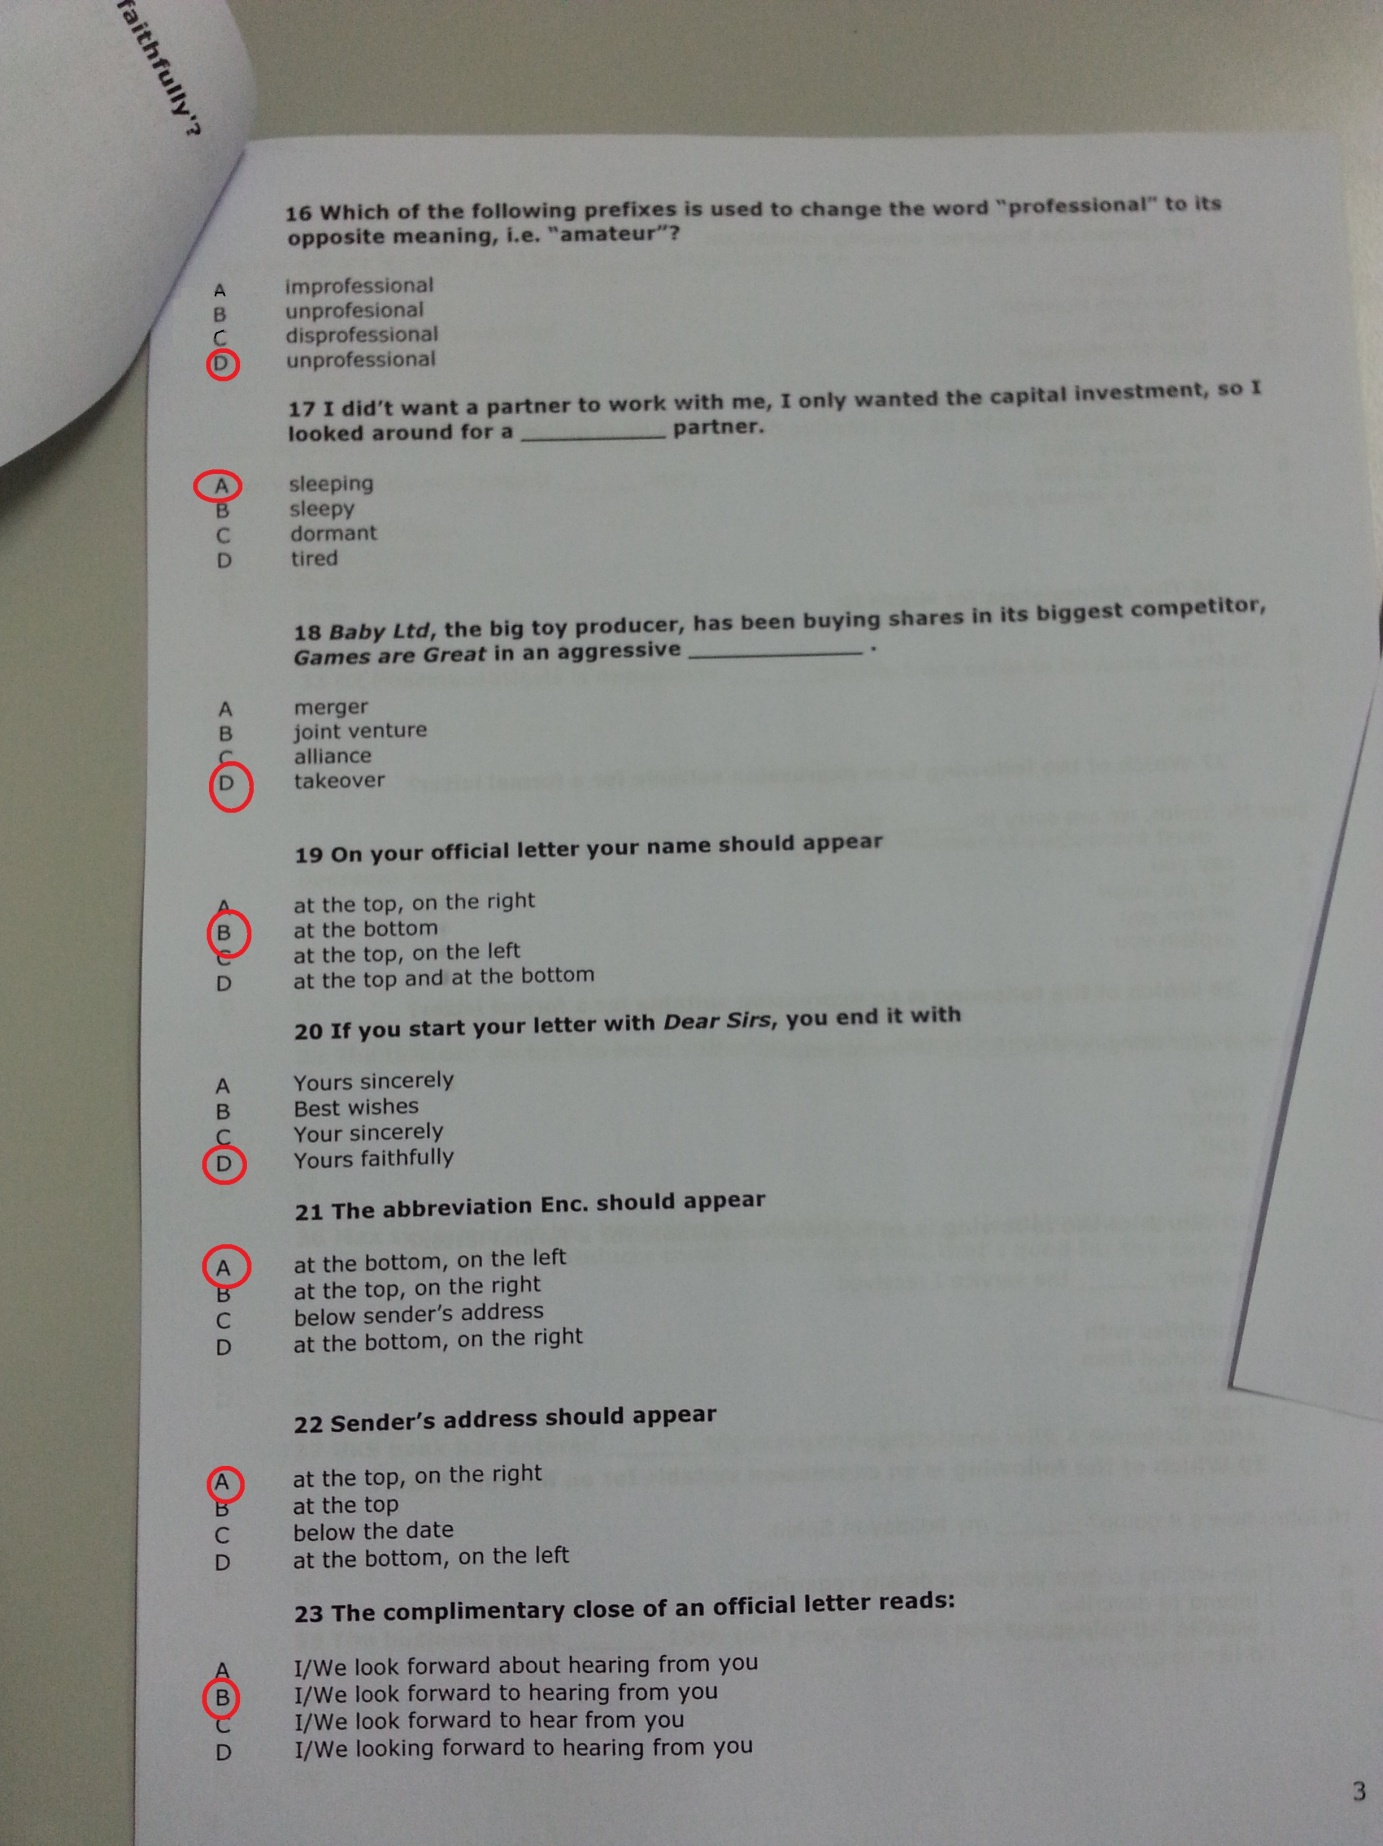 faithfully'?
16 Which of the following prefixes is used to change the word "professional" to its
opposite meaning, i.e. "amateur"?
A improfessional
B unprofesional
C disprofessional
D unprofessional
17 I did't want a partner to work with me, I only wanted the capital investment, so I
looked around for a ____________ partner.
A sleeping
B sleepy
C dormant
D tired
18 Baby Ltd, the big toy producer, has been buying shares in its biggest competitor,
Games are Great in an aggressive ______________ .
A merger
B joint venture
C alliance
D takeover
19 On your official letter your name should appear
A at the top, on the right
B at the bottom
C at the top, on the left
D at the top and at the bottom
20 If you start your letter with Dear Sirs, you end it with
A Yours sincerely
B Best wishes
C Your sincerely
D Yours faithfully
21 The abbreviation Enc. should appear
A at the bottom, on the left
B at the top, on the right
C below sender's address
D at the bottom, on the right
22 Sender's address should appear
A at the top, on the right
B at the top
C below the date
D at the bottom, on the left
23 The complimentary close of an official letter reads:
A I/We look forward about hearing from you
B I/We look forward to hearing from you
C I/We look forward to hear from you
D I/We looking forward to hearing from you
3